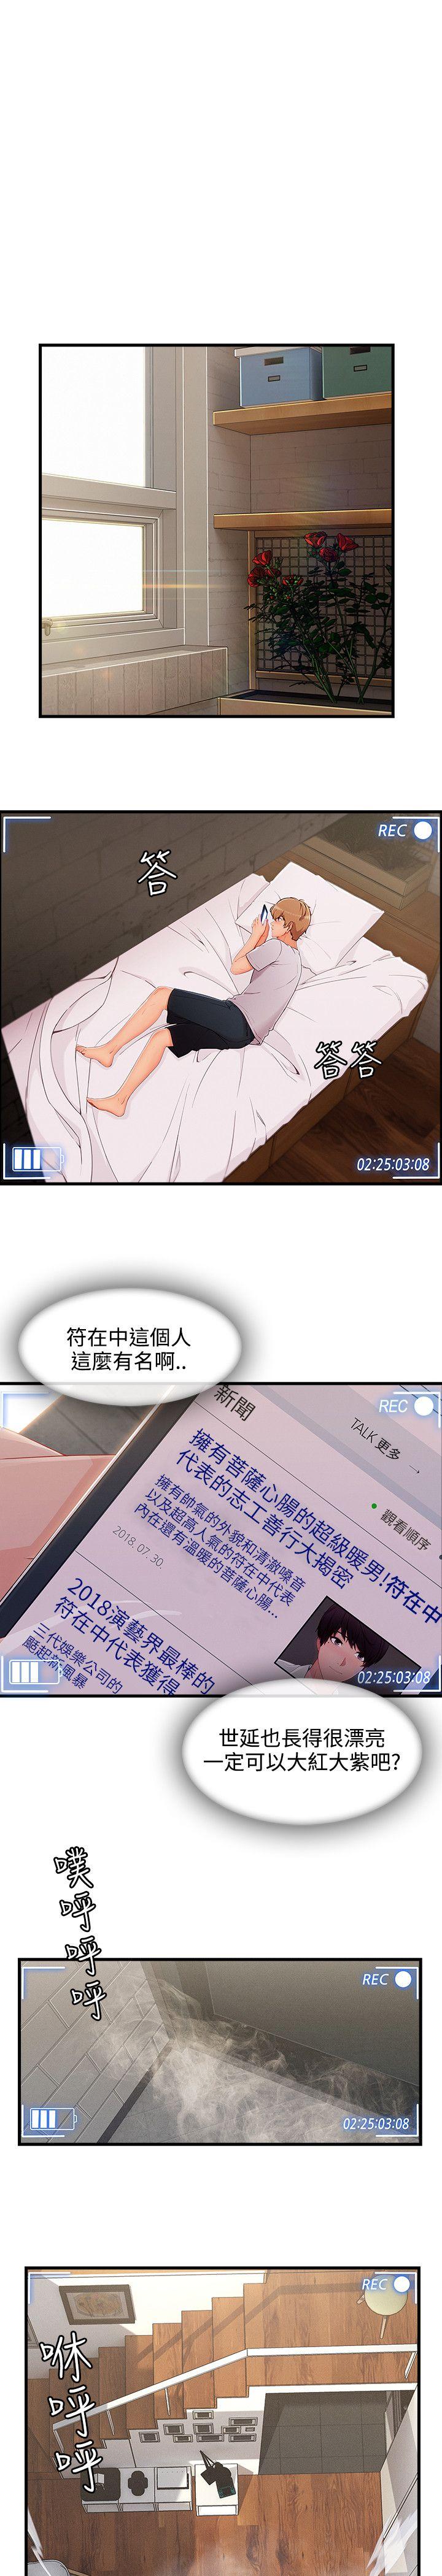 REC
答
答答
02:25:03:08
符在中這個人
這麼有名啊..
REC
新聞
TALK 更多 →
觀看順序
擁有菩薩心腸的超級暖男!符在中
代表的志工善行大揭密
擁有帥氣的外貌和清澈嗓音
以及超高人氣的符在中代表
內在還有溫暖的菩薩心腸...
2018.07.30.
2018演藝界最棒的
符在中代表獲得
三代娛樂公司的
颳起新風暴
02:25:03:08
世延也長得很漂亮
一定可以大紅大紫吧?
噗呼呼呼
REC
02:25:03:08
REC
咻呼呼